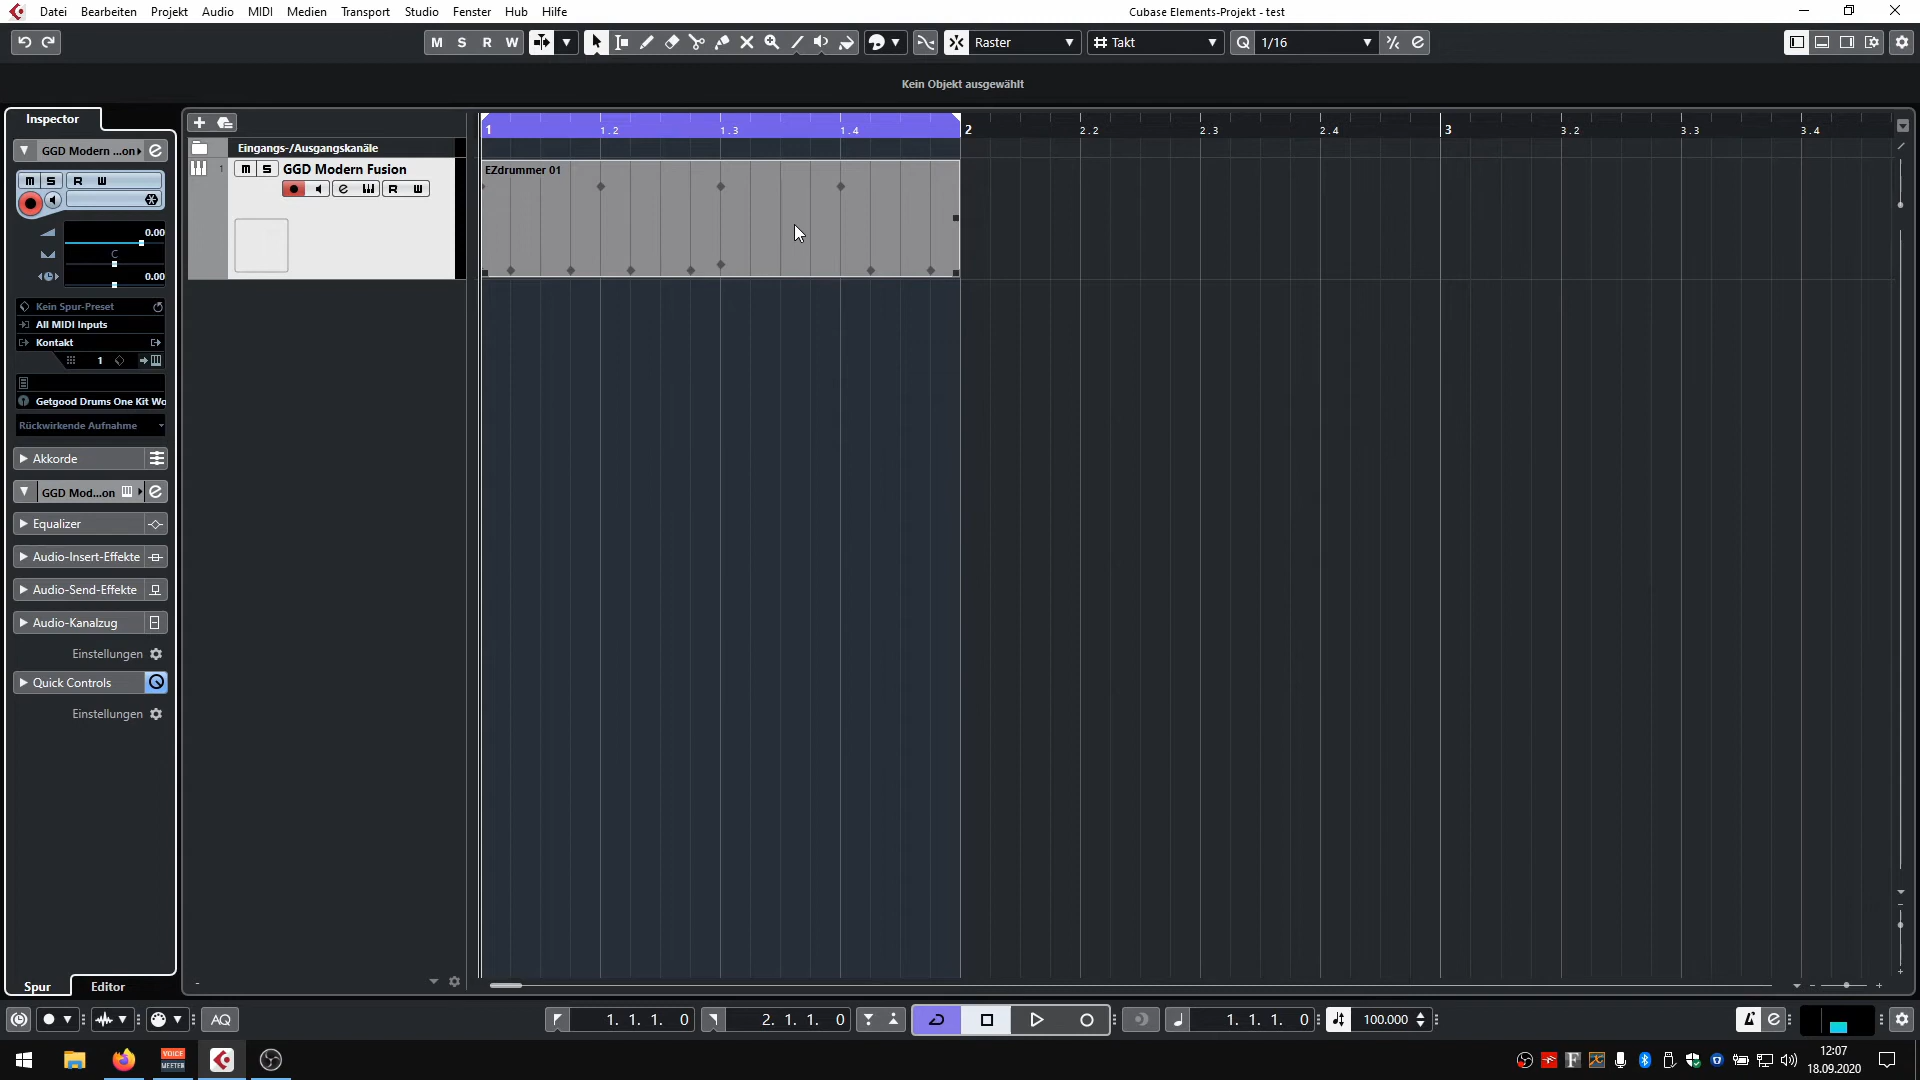 Datei Bearbeiten Projekt Audio MIDI Medien Transport Studio Fenster Hub Hilfe
Cubase Elements-Projekt - test
M S R W Raster Takt Q 1/16
Kein Objekt ausgewählt
Inspector
GGD Modern ...on
M S R W
0.00
C
0.00
Kein Spur-Preset
All MIDI Inputs
Kontakt
1
Getgood Drums One Kit Wo
Rückwirkende Aufnahme
Akkorde
GGD Mod...on
Equalizer
Audio-Insert-Effekte
Audio-Send-Effekte
Audio-Kanalzug
Einstellungen
Quick Controls
Einstellungen
Spur Editor
Eingangs-/Ausgangskanäle
1 M S GGD Modern Fusion
R W
1 1.2 1.3 1.4 2 2.2 2.3 2.4 3 3.2 3.3 3.4
EZdrummer 01
AQ 1. 1. 1. 0 2. 1. 1. 0 1. 1. 1. 0 100.000
VOICE
MEETER
12:07
18.09.2020